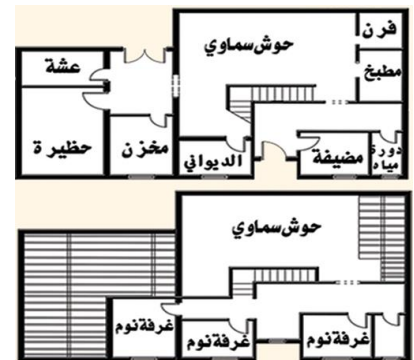 فرن
حوش سماوي
مطبخ
عشة
حظيرة
مخزن
الديواني
مضيفة
دورة
مياه
حوش سماوي
غرفة نوم
غرفة نوم
غرفة نوم